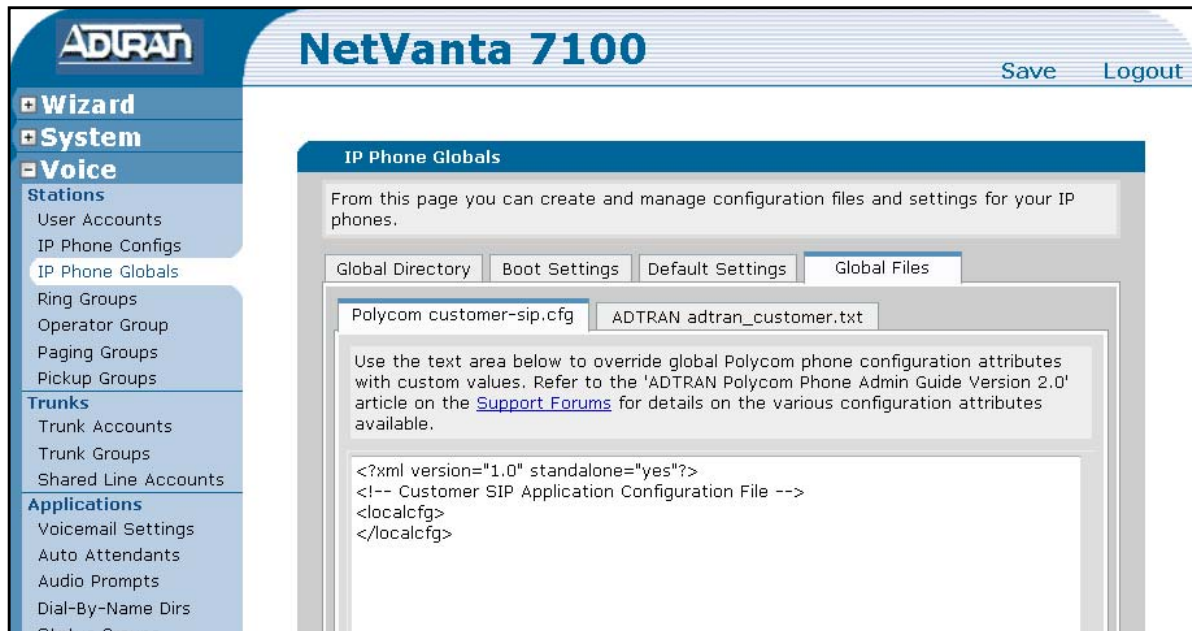 ADTRAN
NetVanta 7100
Save Logout
Wizard
System
Voice
Stations
User Accounts
IP Phone Configs
IP Phone Globals
Ring Groups
Operator Group
Paging Groups
Pickup Groups
Trunks
Trunk Accounts
Trunk Groups
Shared Line Accounts
Applications
Voicemail Settings
Auto Attendants
Audio Prompts
Dial-By-Name Dirs
IP Phone Globals
From this page you can create and manage configuration files and settings for your IP
phones.
Global Directory Boot Settings Default Settings Global Files
Polycom customer-sip.cfg ADTRAN adtran_customer.txt
Use the text area below to override global Polycom phone configuration attributes
with custom values. Refer to the 'ADTRAN Polycom Phone Admin Guide Version 2.0'
article on the Support Forums for details on the various configuration attributes
available.
<?xml version="1.0" standalone="yes"?>
<!-- Customer SIP Application Configuration File -->
<localcfg>
</localcfg>